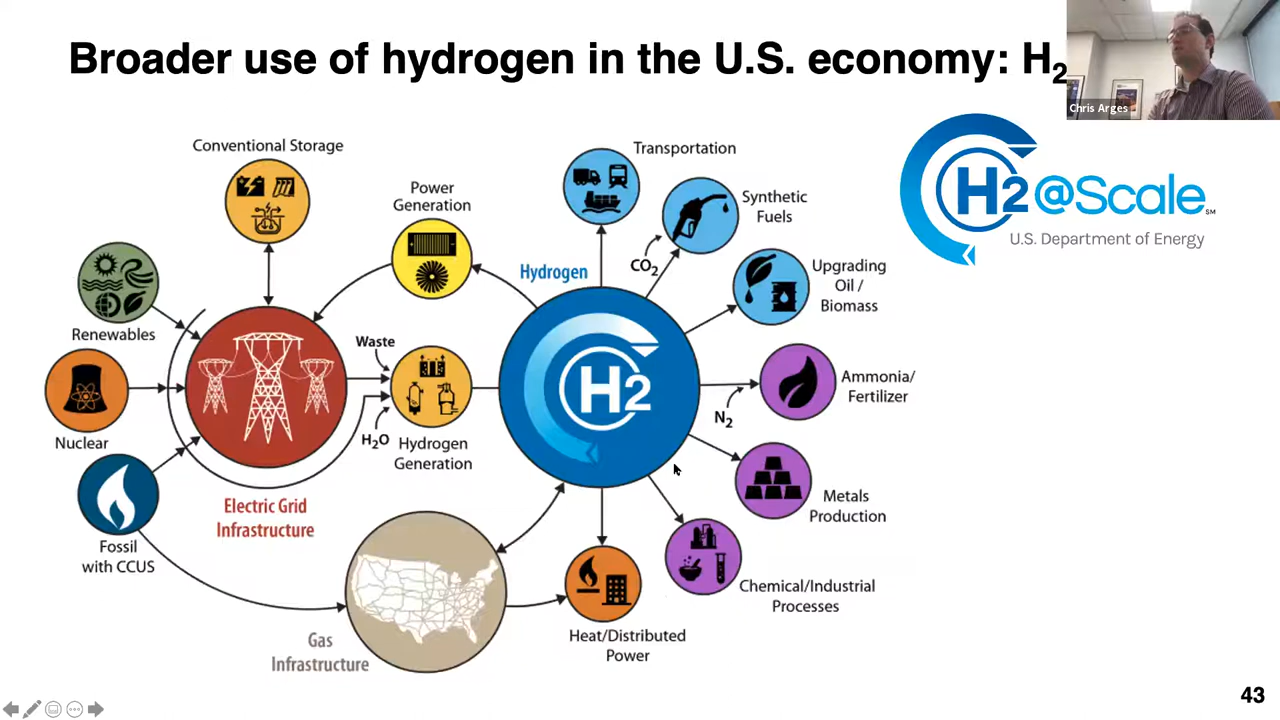 Broader use of hydrogen in the U.S. economy: H₂
Chris Arges
H2@Scale
SM
U.S. Department of Energy
Conventional Storage
Power
Generation
Transportation
Synthetic
Fuels
CO₂
Hydrogen
Upgrading
Oil /
Biomass
Renewables
Waste
H2
Ammonia/
Fertilizer
N₂
Nuclear
H₂O
Hydrogen
Generation
Metals
Production
Electric Grid
Infrastructure
Fossil
with CCUS
Chemical/Industrial
Processes
Gas
Infrastructure
Heat/Distributed
Power
43